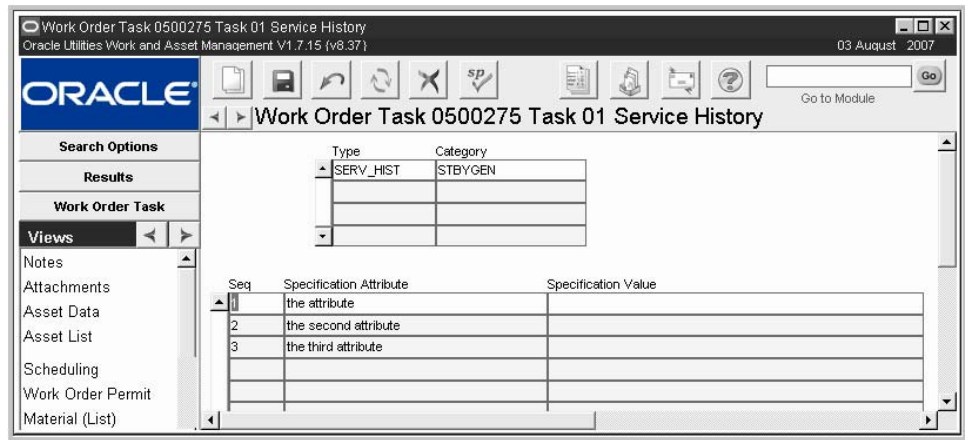 Work Order Task 0500275 Task 01 Service History
Oracle Utilities Work and Asset Management V1.7.15 (v8.37)
03 August 2007
ORACLE
sp
Go
Go to Module
Work Order Task 0500275 Task 01 Service History
Search Options
Results
Work Order Task
Views
Notes
Attachments
Asset Data
Asset List
Scheduling
Work Order Permit
Material (List)
Type Category
SERV_HIST STBYGEN
Seq Specification Attribute Specification Value
1 the attribute
2 the second attribute
3 the third attribute